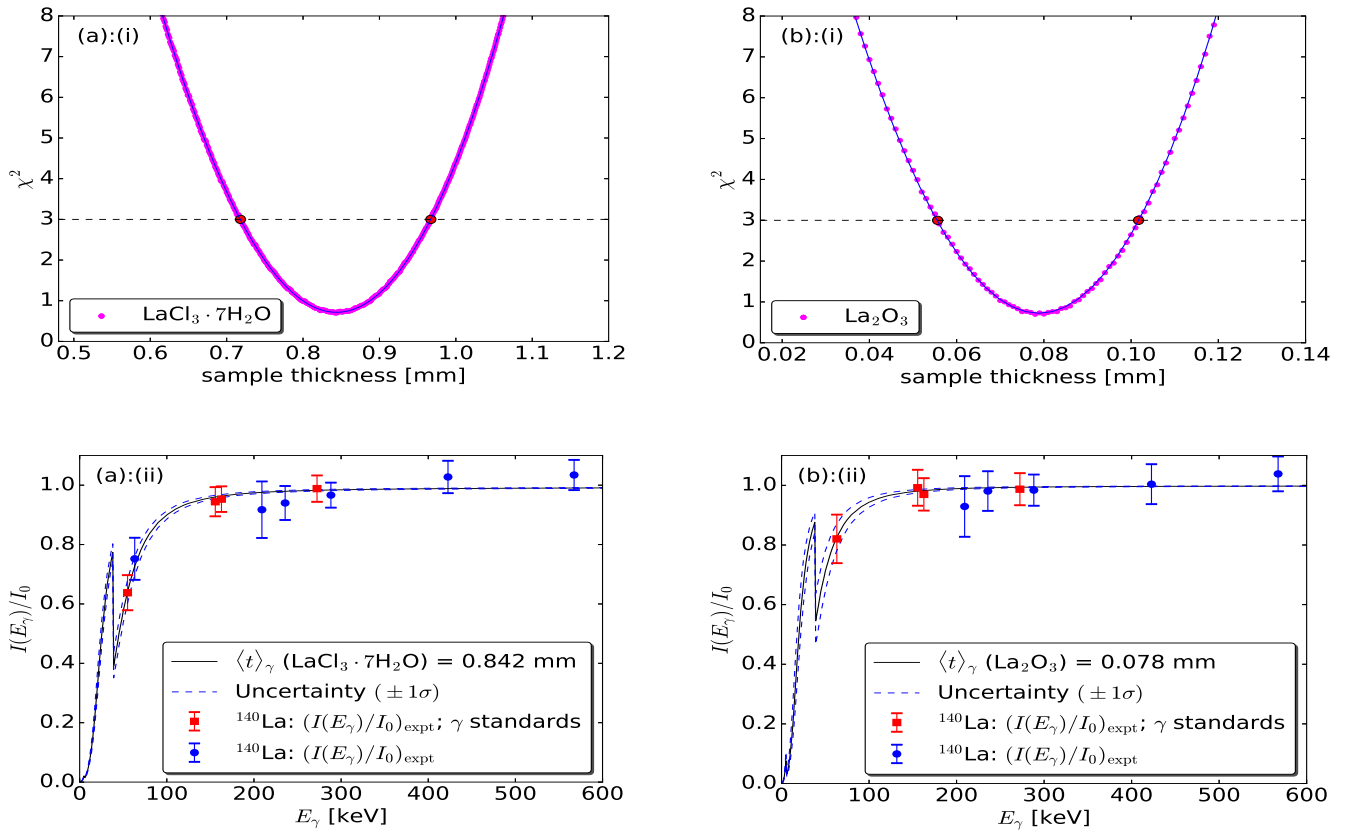 (a):(i)
χ²
8
7
6
5
4
3
2
1
0
LaCl₃ · 7H₂O
0.5 0.6 0.7 0.8 0.9 1.0 1.1 1.2
sample thickness [mm]
(b):(i)
χ²
8
7
6
5
4
3
2
1
0
La₂O₃
0.02 0.04 0.06 0.08 0.10 0.12 0.14
sample thickness [mm]
(a):(ii)
I(Eγ)/I₀
1.0
0.8
0.6
0.4
0.2
0.0
⟨t⟩γ (LaCl₃ · 7H₂O) = 0.842 mm
Uncertainty (± 1σ)
¹⁴⁰La: (I(Eγ)/I₀)expt; γ standards
¹⁴⁰La: (I(Eγ)/I₀)expt
0 100 200 300 400 500 600
Eγ [keV]
(b):(ii)
I(Eγ)/I₀
1.0
0.8
0.6
0.4
0.2
0.0
⟨t⟩γ (La₂O₃) = 0.078 mm
Uncertainty (± 1σ)
¹⁴⁰La: (I(Eγ)/I₀)expt; γ standards
¹⁴⁰La: (I(Eγ)/I₀)expt
0 100 200 300 400 500 600
Eγ [keV]